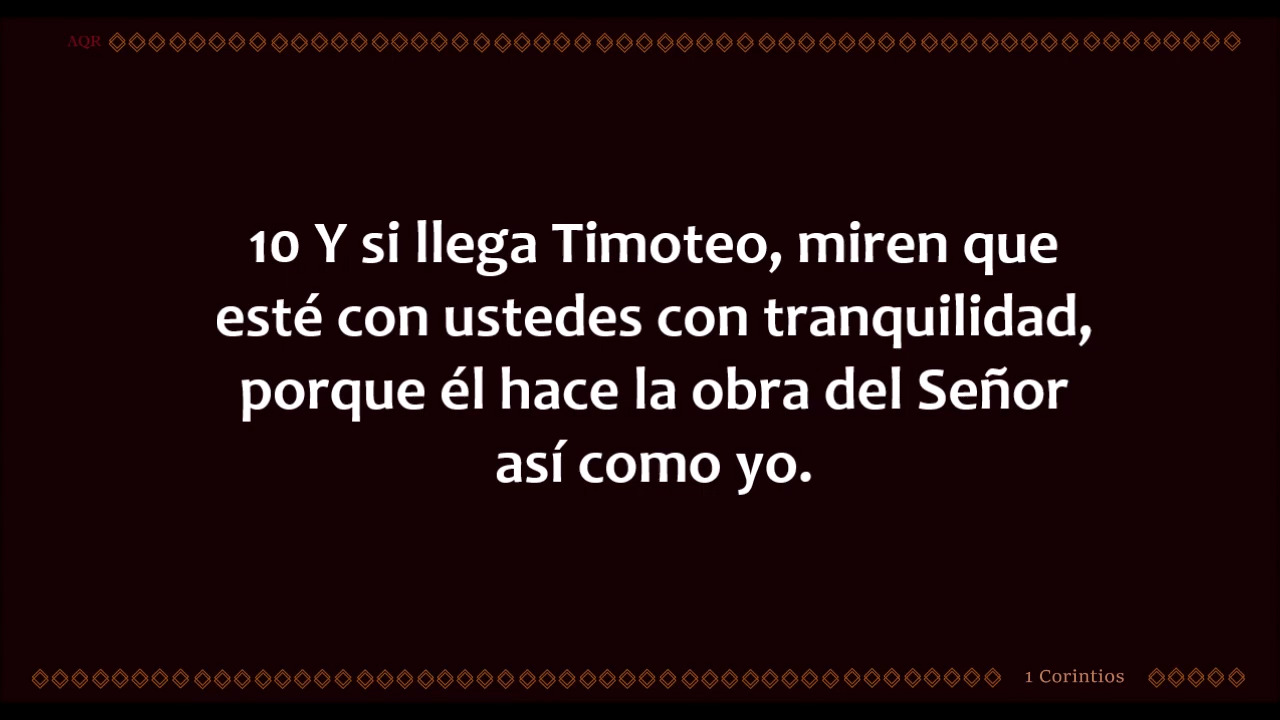 AQR
10 Y si llega Timoteo, miren que
esté con ustedes con tranquilidad,
porque él hace la obra del Señor
así como yo.
1 Corintios